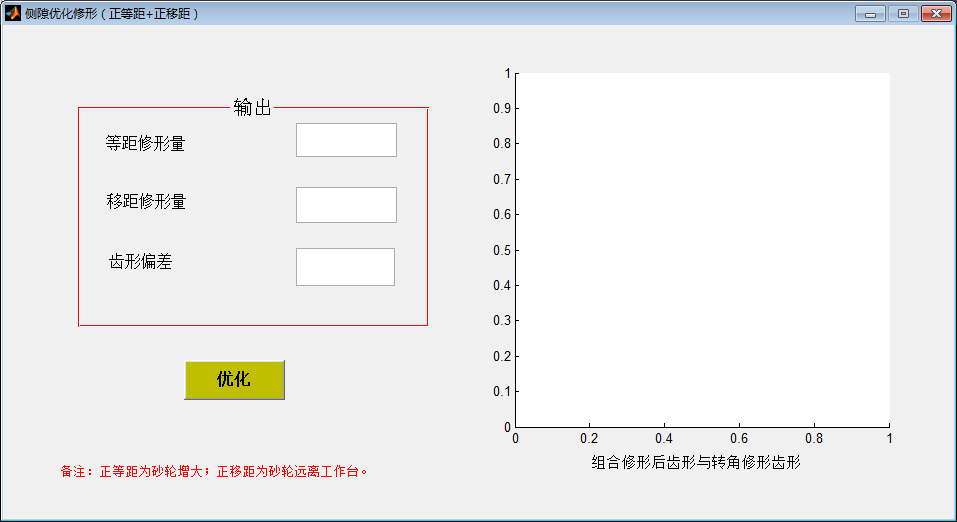 侧隙优化修形（正等距+正移距）
输出
等距修形量
移距修形量
齿形偏差
优化
备注：正等距为砂轮增大；正移距为砂轮远离工作台。
1
0.9
0.8
0.7
0.6
0.5
0.4
0.3
0.2
0.1
0
0 0.2 0.4 0.6 0.8 1
组合修形后齿形与转角修形齿形